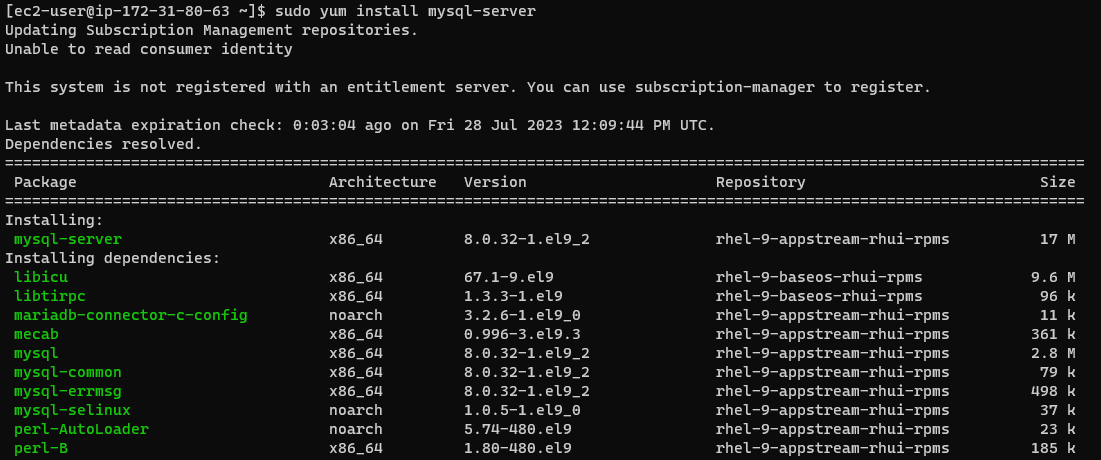 [ec2-user@ip-172-31-80-63 ~]$ sudo yum install mysql-server
Updating Subscription Management repositories.
Unable to read consumer identity
This system is not registered with an entitlement server. You can use subscription-manager to register.
Last metadata expiration check: 0:03:04 ago on Fri 28 Jul 2023 12:09:44 PM UTC.
Dependencies resolved.
========================================================================================================================
Package Architecture Version Repository Size
========================================================================================================================
Installing:
mysql-server x86_64 8.0.32-1.el9_2 rhel-9-appstream-rhui-rpms 17 M
Installing dependencies:
libicu x86_64 67.1-9.el9 rhel-9-baseos-rhui-rpms 9.6 M
libtirpc x86_64 1.3.3-1.el9 rhel-9-baseos-rhui-rpms 96 k
mariadb-connector-c-config noarch 3.2.6-1.el9_0 rhel-9-appstream-rhui-rpms 11 k
mecab x86_64 0.996-3.el9.3 rhel-9-appstream-rhui-rpms 361 k
mysql x86_64 8.0.32-1.el9_2 rhel-9-appstream-rhui-rpms 2.8 M
mysql-common x86_64 8.0.32-1.el9_2 rhel-9-appstream-rhui-rpms 79 k
mysql-errmsg x86_64 8.0.32-1.el9_2 rhel-9-appstream-rhui-rpms 498 k
mysql-selinux noarch 1.0.5-1.el9_0 rhel-9-appstream-rhui-rpms 37 k
perl-AutoLoader noarch 5.74-480.el9 rhel-9-appstream-rhui-rpms 23 k
perl-B x86_64 1.80-480.el9 rhel-9-appstream-rhui-rpms 185 k